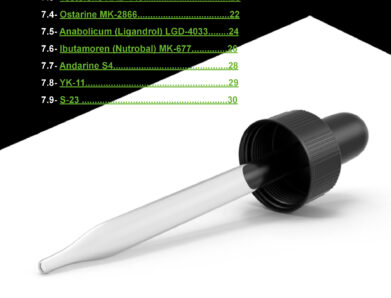 7.4- Ostarine MK-2866..........................22
7.5- Anabolicum (Ligandrol) LGD-4033........24
7.6- Ibutamoren (Nutrobal) MK-677............26
7.7- Andarine S4.....................................28
7.8- YK-11..............................................29
7.9- S-23 ...............................................30